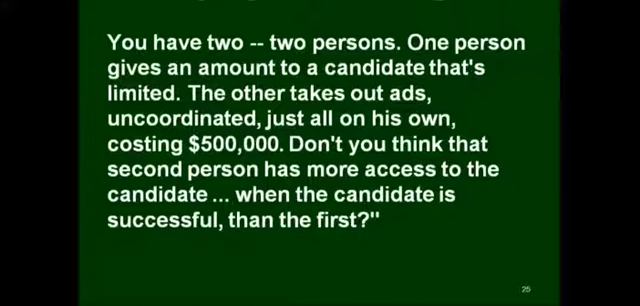 You have two -- two persons. One person
gives an amount to a candidate that's
limited. The other takes out ads,
uncoordinated, just all on his own,
costing $500,000. Don't you think that
second person has more access to the
candidate ... when the candidate is
successful, than the first?"
25